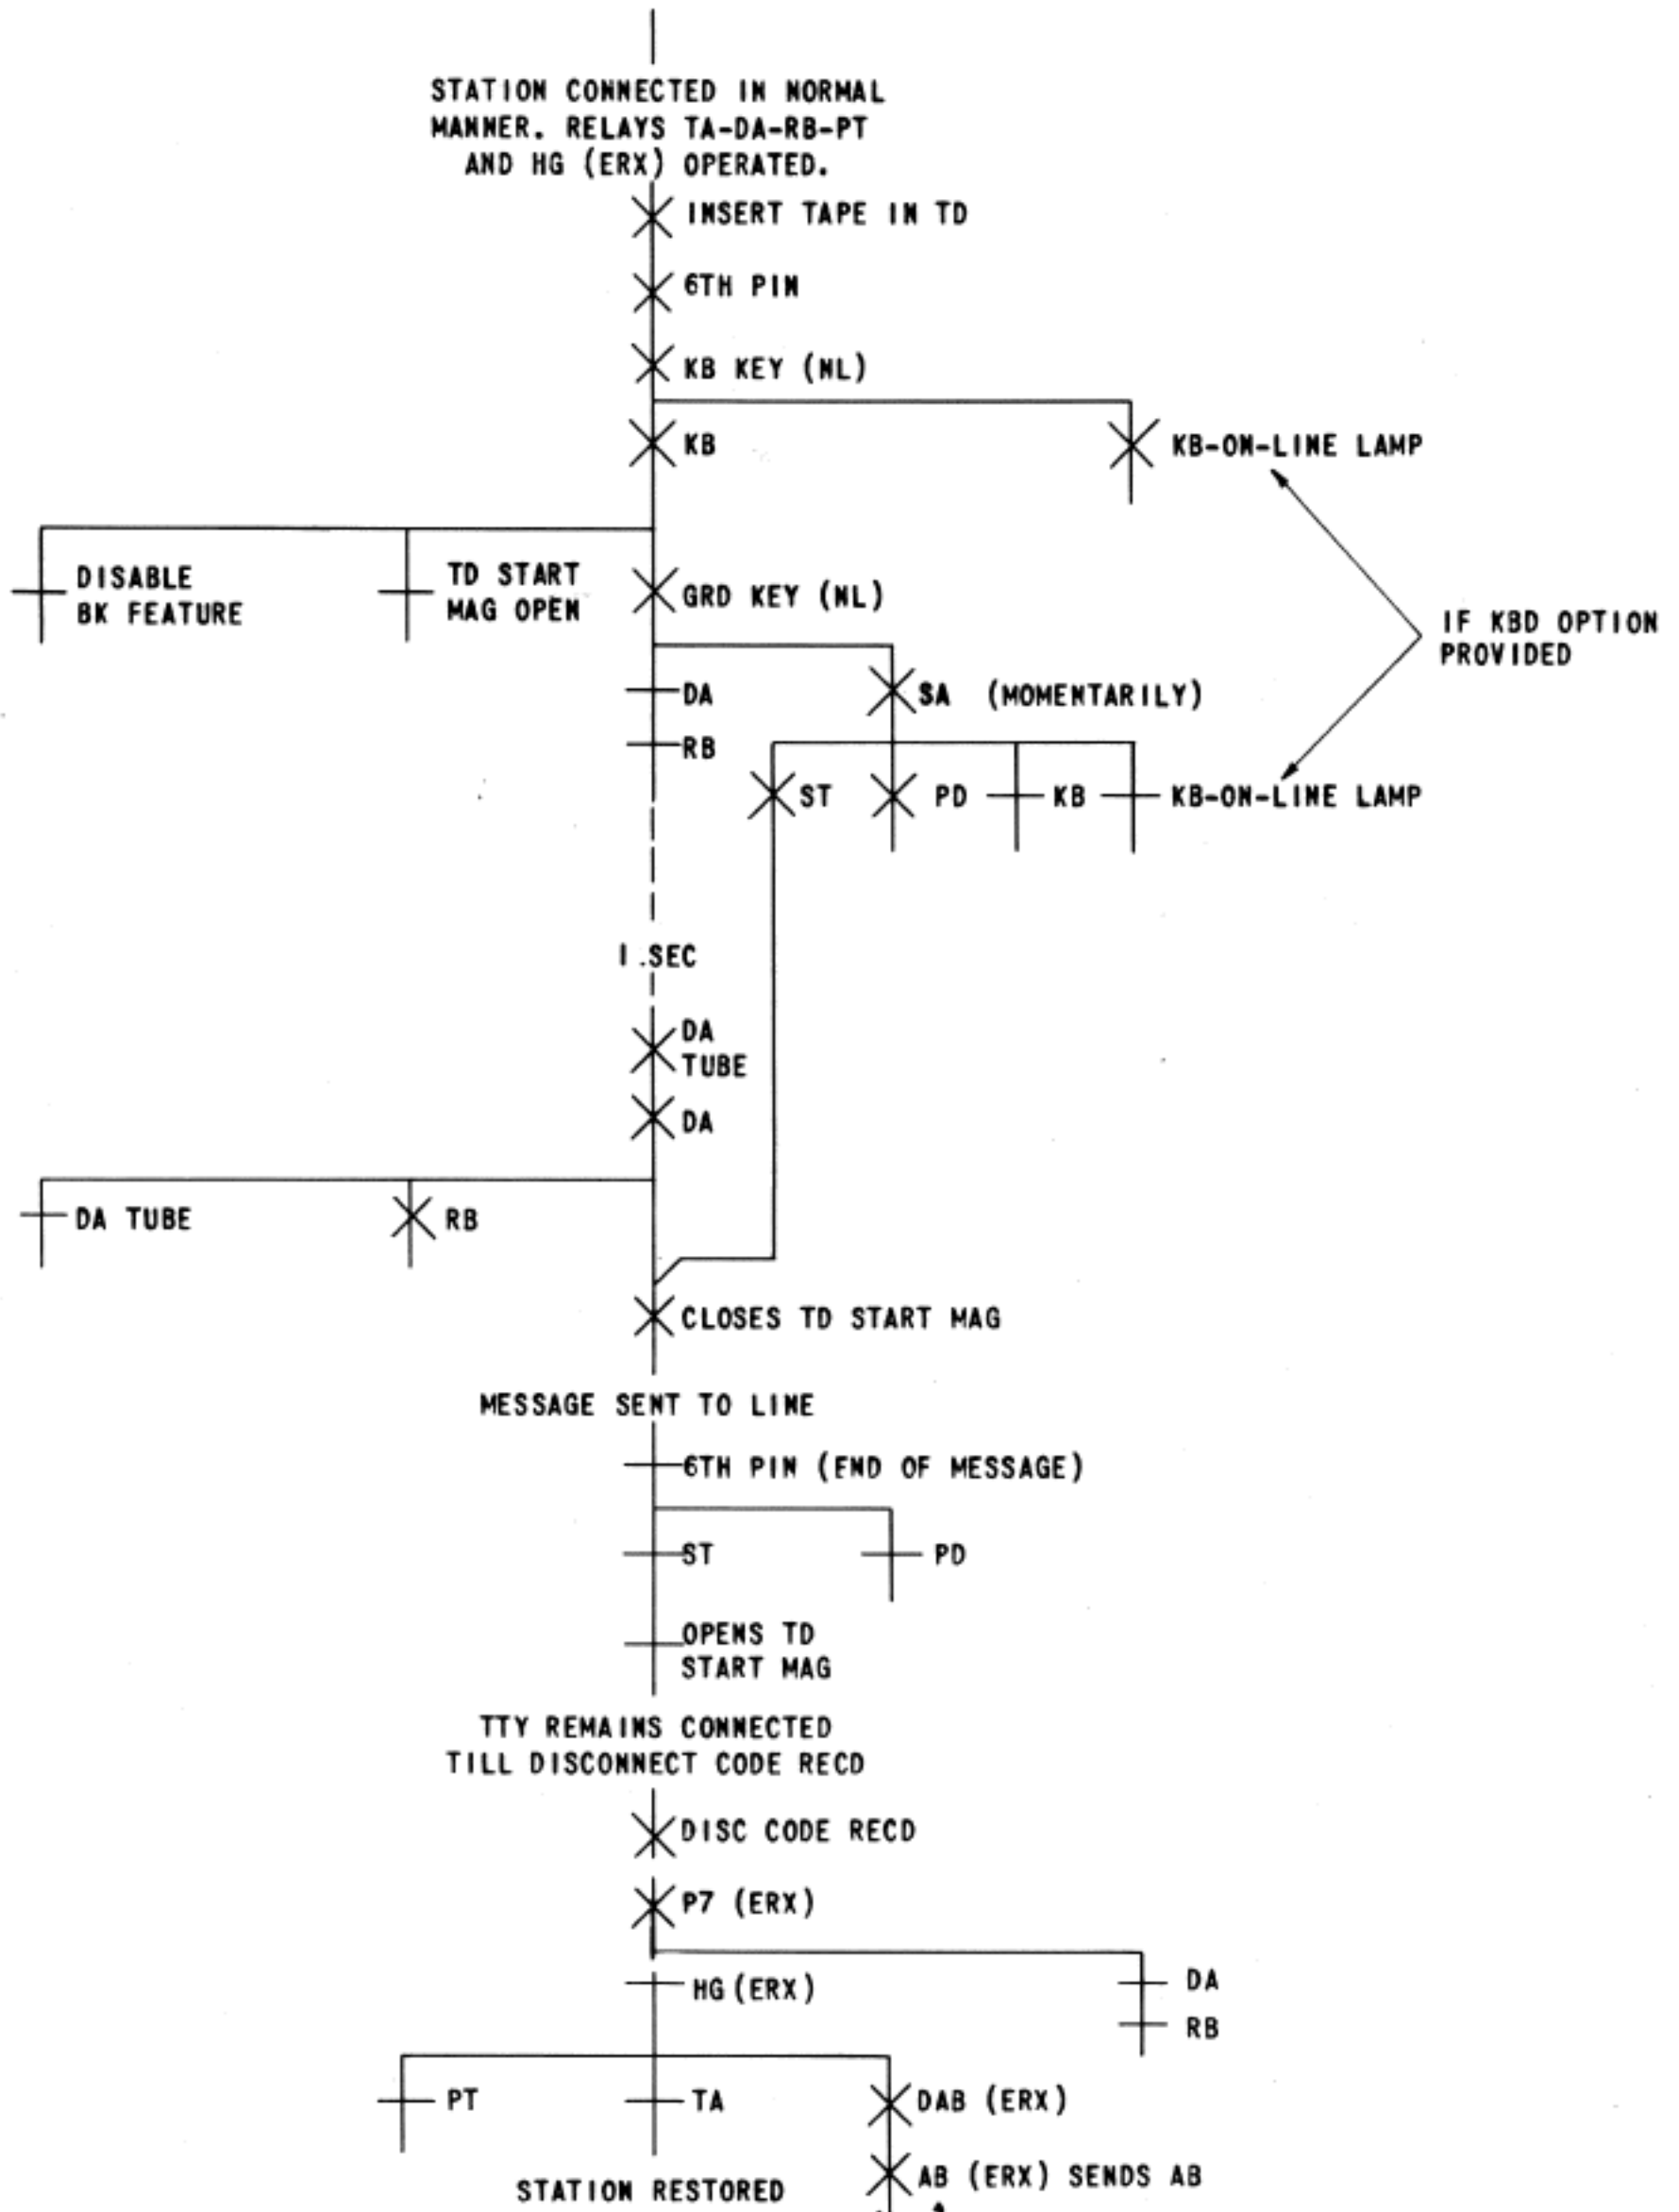 STATION CONNECTED IN NORMAL
MANNER. RELAYS TA-DA-RB-PT
AND HG (ERX) OPERATED.
INSERT TAPE IN TD
6TH PIN
KB KEY (NL)
KB
KB-ON-LINE LAMP
DISABLE
BK FEATURE
TD START
MAG OPEN
GRD KEY (NL)
IF KBD OPTION
PROVIDED
DA
SA (MOMENTARILY)
RB
ST
PD
KB
KB-ON-LINE LAMP
1 .SEC
DA
TUBE
DA
DA TUBE
RB
CLOSES TD START MAG
MESSAGE SENT TO LINE
6TH PIN (END OF MESSAGE)
ST
PD
OPENS TD
START MAG
TTY REMAINS CONNECTED
TILL DISCONNECT CODE RECD
DISC CODE RECD
P7 (ERX)
HG (ERX)
DA
RB
PT
TA
DAB (ERX)
AB (ERX) SENDS AB
STATION RESTORED